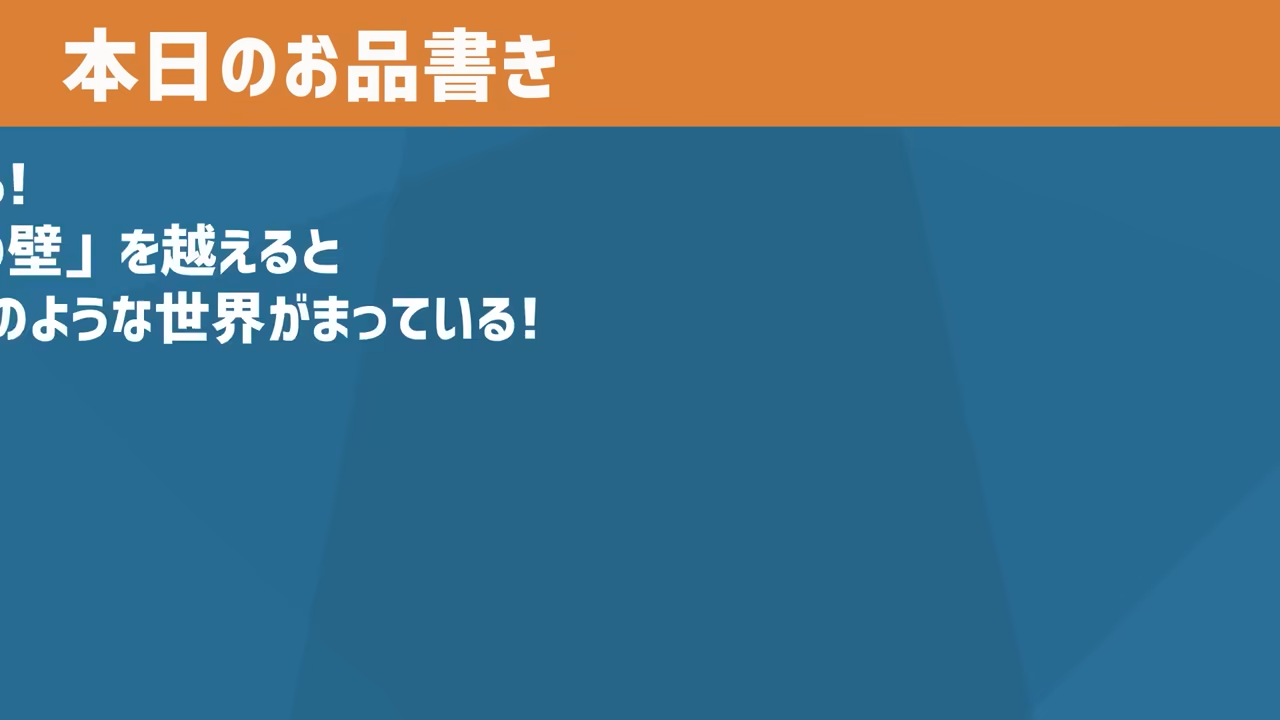 本日のお品書き
!
壁」を越えると
のような世界がまっている!